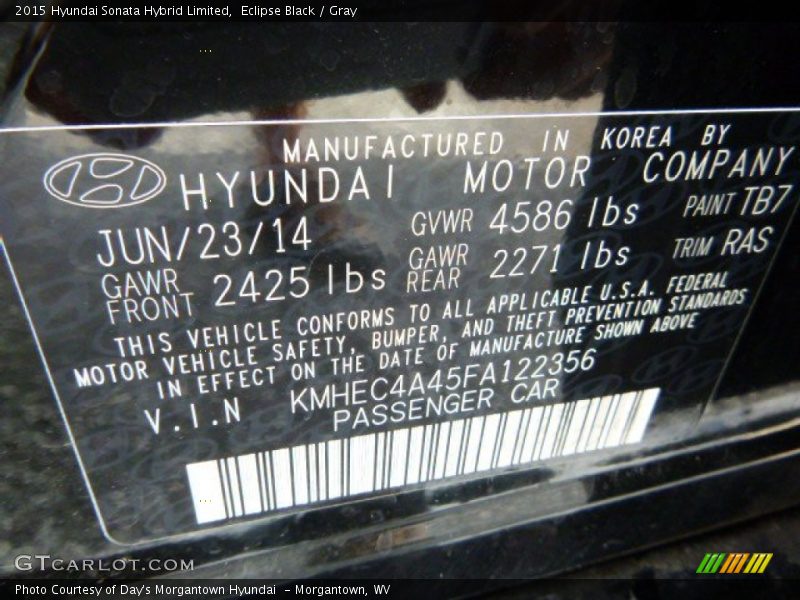 2015 Hyundai Sonata Hybrid Limited,  Eclipse Black / Gray
MANUFACTURED IN KOREA BY
HYUNDAI MOTOR COMPANY
JUN/23/14 GVWR 4586 lbs PAINT TB7
GAWR FRONT 2425 lbs GAWR REAR 2271 lbs TRIM RAS
THIS VEHICLE CONFORMS TO ALL APPLICABLE U.S.A. FEDERAL
MOTOR VEHICLE SAFETY, BUMPER, AND THEFT PREVENTION STANDARDS
IN EFFECT ON THE DATE OF MANUFACTURE SHOWN ABOVE
V.I.N KMHEC4A45FA122356
PASSENGER CAR
GTCARLOT.COM
Photo Courtesy of Day's Morgantown Hyundai  - Morgantown, WV